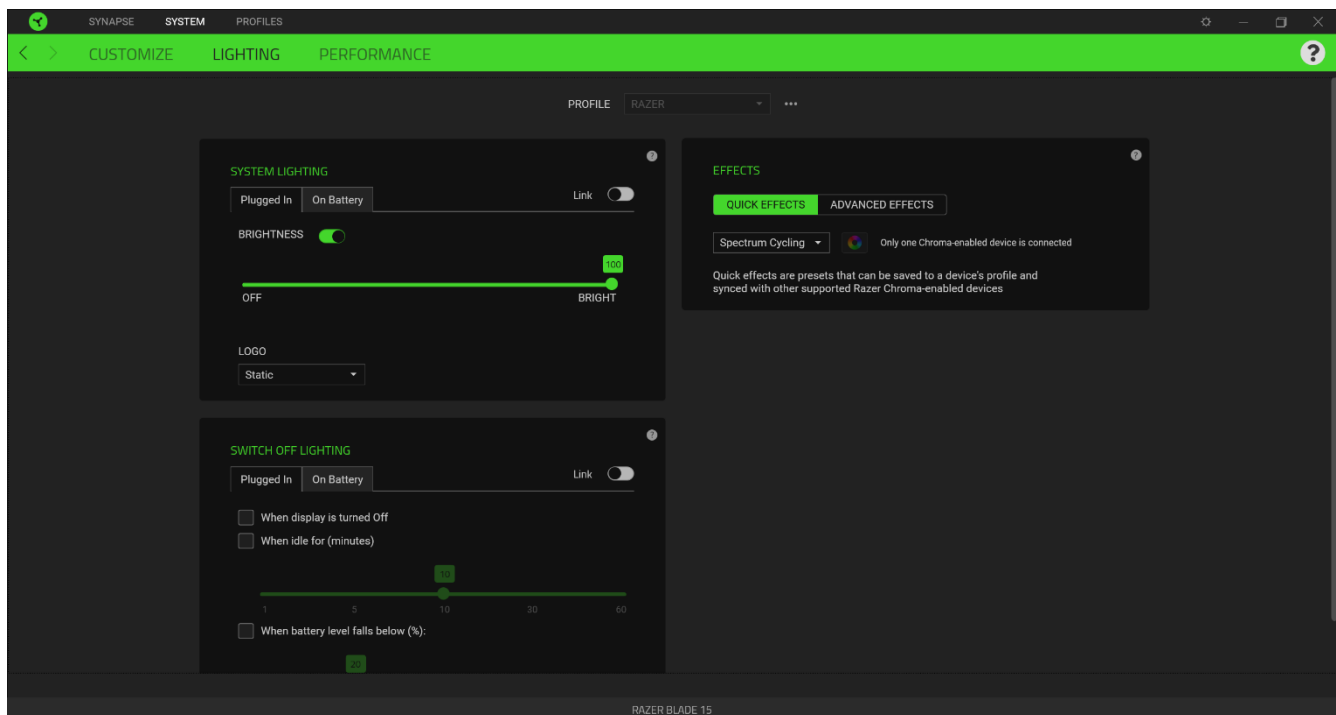 SYNAPSE SYSTEM PROFILES
CUSTOMIZE LIGHTING PERFORMANCE
?
PROFILE RAZER
SYSTEM LIGHTING
?
Plugged In On Battery
Link
BRIGHTNESS
100
OFF BRIGHT
LOGO
Static
EFFECTS
?
QUICK EFFECTS ADVANCED EFFECTS
Spectrum Cycling
Only one Chroma-enabled device is connected
Quick effects are presets that can be saved to a device's profile and
synced with other supported Razer Chroma-enabled devices
SWITCH OFF LIGHTING
?
Plugged In On Battery
Link
When display is turned Off
When idle for (minutes)
10
1 5 10 30 60
When battery level falls below (%):
20
RAZER BLADE 15